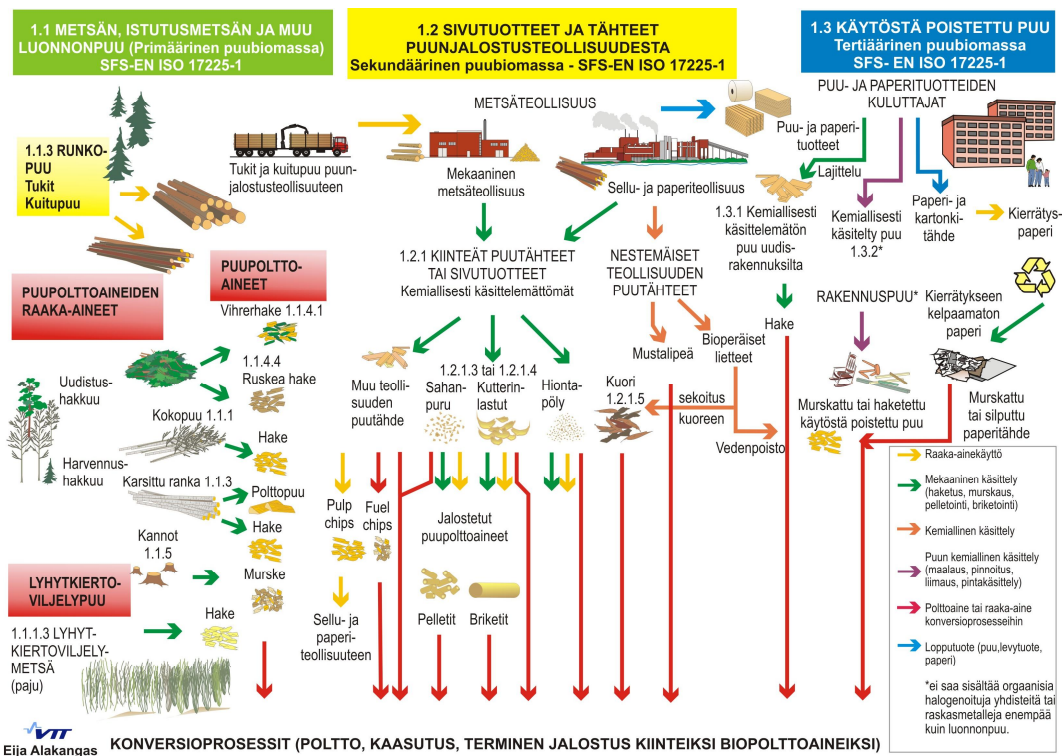 1.1 METSÄN, ISTUTUSMETSÄN JA MUU
LUONNONPUU (Primäärinen puubiomassa)
SFS-EN ISO 17225-1
1.2 SIVUTUOTTEET JA TÄHTEET
PUUNJALOSTUSTEOLLISUUDESTA
Sekundäärinen puubiomassa - SFS-EN ISO 17225-1
1.3 KÄYTÖSTÄ POISTETTU PUU
Tertiäärinen puubiomassa
SFS- EN ISO 17225-1
1.1.3 RUNKO-
PUU
Tukit
Kuitupuu
Tukit ja kuitupuu puun-
jalostusteollisuuteen
METSÄTEOLLISUUS
Mekaaninen
metsäteollisuus
Sellu- ja paperiteollisuus
PUU- JA PAPERITUOTTEIDEN
KULUTTAJAT
Puu- ja paperi-
tuotteet
Lajittelu
1.3.1 Kemiallisesti
käsittelemätön
puu uudis-
rakennuksilta
Kemiallisesti
käsitelty puu
1.3.2*
Paperi- ja
kartonki-
tähde
Kierrätys-
paperi
PUUPOLTTOAINEIDEN
RAAKA-AINEET
PUUPOLTTO-
AINEET
Vihrerhake 1.1.4.1
1.1.4.4
Ruskea hake
Uudistus-
hakkuu
Kokopuu 1.1.1
Hake
Harvennus-
hakkuu
Karsittu ranka 1.1.3
Polttopuu
Hake
Kannot
1.1.5
Murske
LYHYTKIERTO-
VILJELYPUU
Hake
1.1.1.3 LYHYT-
KIERTOVILJELY-
METSÄ
(paju)
1.2.1 KIINTEÄT PUUTÄHTEET
TAI SIVUTUOTTEET
Kemiallisesti käsittelemättömät
NESTEMÄISET
TEOLLISUUDEN
PUUTÄHTEET
Mustalipeä
Bioperäiset
lietteet
Hake
Muu teolli-
suuden
puutähde
1.2.1.3 tai 1.2.1.4
Sahan-
puru
Kutterin-
lastut
Hionta-
pöly
Kuori
1.2.1.5
sekoitus
kuoreen
Vedenpoisto
Pulp
chips
Fuel
chips
Jalostetut
puupolttoaineet
Pelletit
Briketit
Sellu- ja
paperi-
teollisuuteen
RAKENNUSPUU*
Kierrätykseen
kelpaamaton
paperi
Murskattu tai haketettu
käytöstä poistettu puu
Murskattu
tai silputtu
paperitähde
Raaka-ainekäyttö
Mekaaninen käsittely
(haketus, murskaus,
pelletointi, briketointi)
Kemiallinen käsittely
Puun kemiallinen käsittely
(maalaus, pinnoitus,
liimaus, pintakäsittely)
Polttoaine tai raaka-aine
konversioprosesseihin
Lopputuote (puu,levytuote,
paperi)
*ei saa sisältää orgaanisia
halogenoituja yhdisteitä tai
raskasmetalleja enempää
kuin luonnonpuu.
VTT
Eija Alakangas
KONVERSIOPROSESSIT (POLTTO, KAASUTUS, TERMINEN JALOSTUS KIINTEIKSI BIOPOLTTOAINEIKSI)